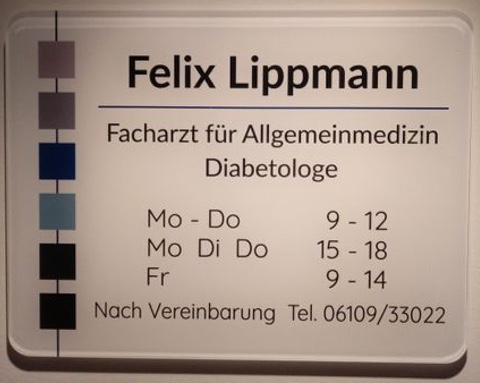 Felix Lippmann
Facharzt für Allgemeinmedizin
Diabetologe
Mo - Do 9 - 12
Mo Di Do 15 - 18
Fr 9 - 14
Nach Vereinbarung Tel. 06109/33022